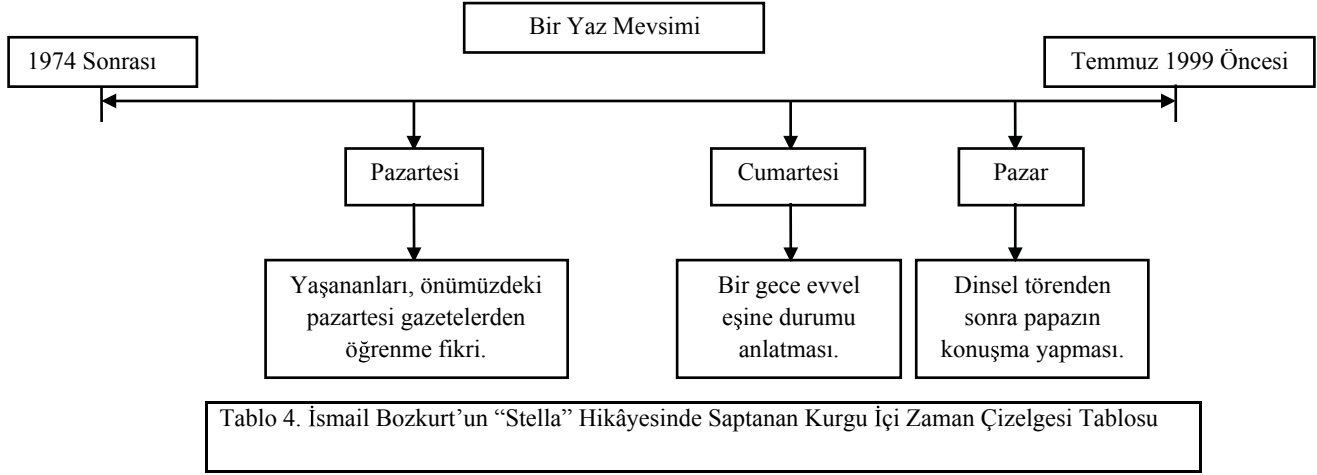 Bir Yaz Mevsimi
1974 Sonrası
Temmuz 1999 Öncesi
Pazartesi
Cumartesi
Pazar
Yaşananları, önümüzdeki
pazartesi gazetelerden
öğrenme fikri.
Bir gece evvel
eşine durumu
anlatması.
Dinsel törenden
sonra papazın
konuşma yapması.
Tablo 4. İsmail Bozkurt’un “Stella” Hikâyesinde Saptanan Kurgu İçi Zaman Çizelgesi Tablosu